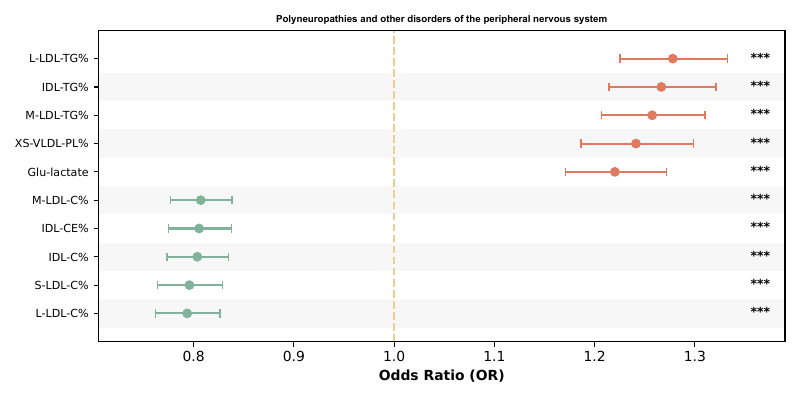 Polyneuropathies and other disorders of the peripheral nervous system
L-LDL-TG% ***
IDL-TG% ***
M-LDL-TG% ***
XS-VLDL-PL% ***
Glu-lactate ***
M-LDL-C% ***
IDL-CE% ***
IDL-C% ***
S-LDL-C% ***
L-LDL-C% ***
0.8 0.9 1.0 1.1 1.2 1.3
Odds Ratio (OR)